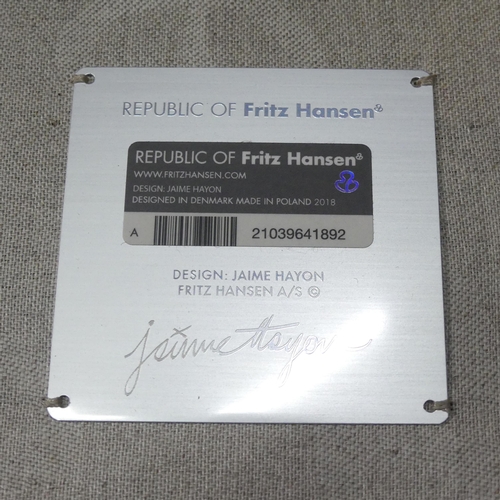 REPUBLIC OF Fritz Hansen
REPUBLIC OF Fritz Hansen
WWW.FRITZHANSEN.COM
DESIGN: JAIME HAYON
DESIGNED IN DENMARK MADE IN POLAND 2018
A 21039641892
DESIGN: JAIME HAYON
FRITZ HANSEN A/S ©
jaime Hayon